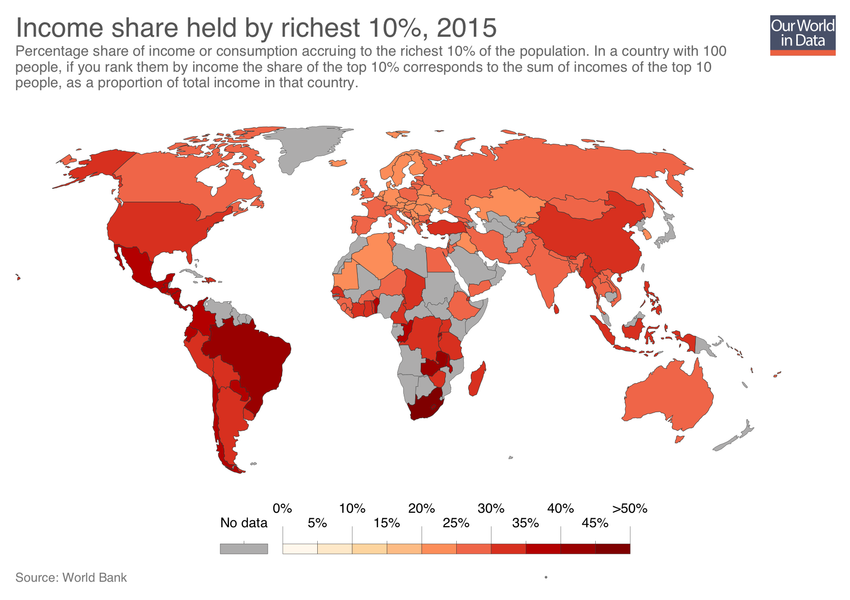 Income share held by richest 10%, 2015
Our World
in Data
Percentage share of income or consumption accruing to the richest 10% of the population. In a country with 100
people, if you rank them by income the share of the top 10% corresponds to the sum of incomes of the top 10
people, as a proportion of total income in that country.
0% 10% 20% 30% 40% >50%
No data 5% 15% 25% 35% 45%
Source: World Bank